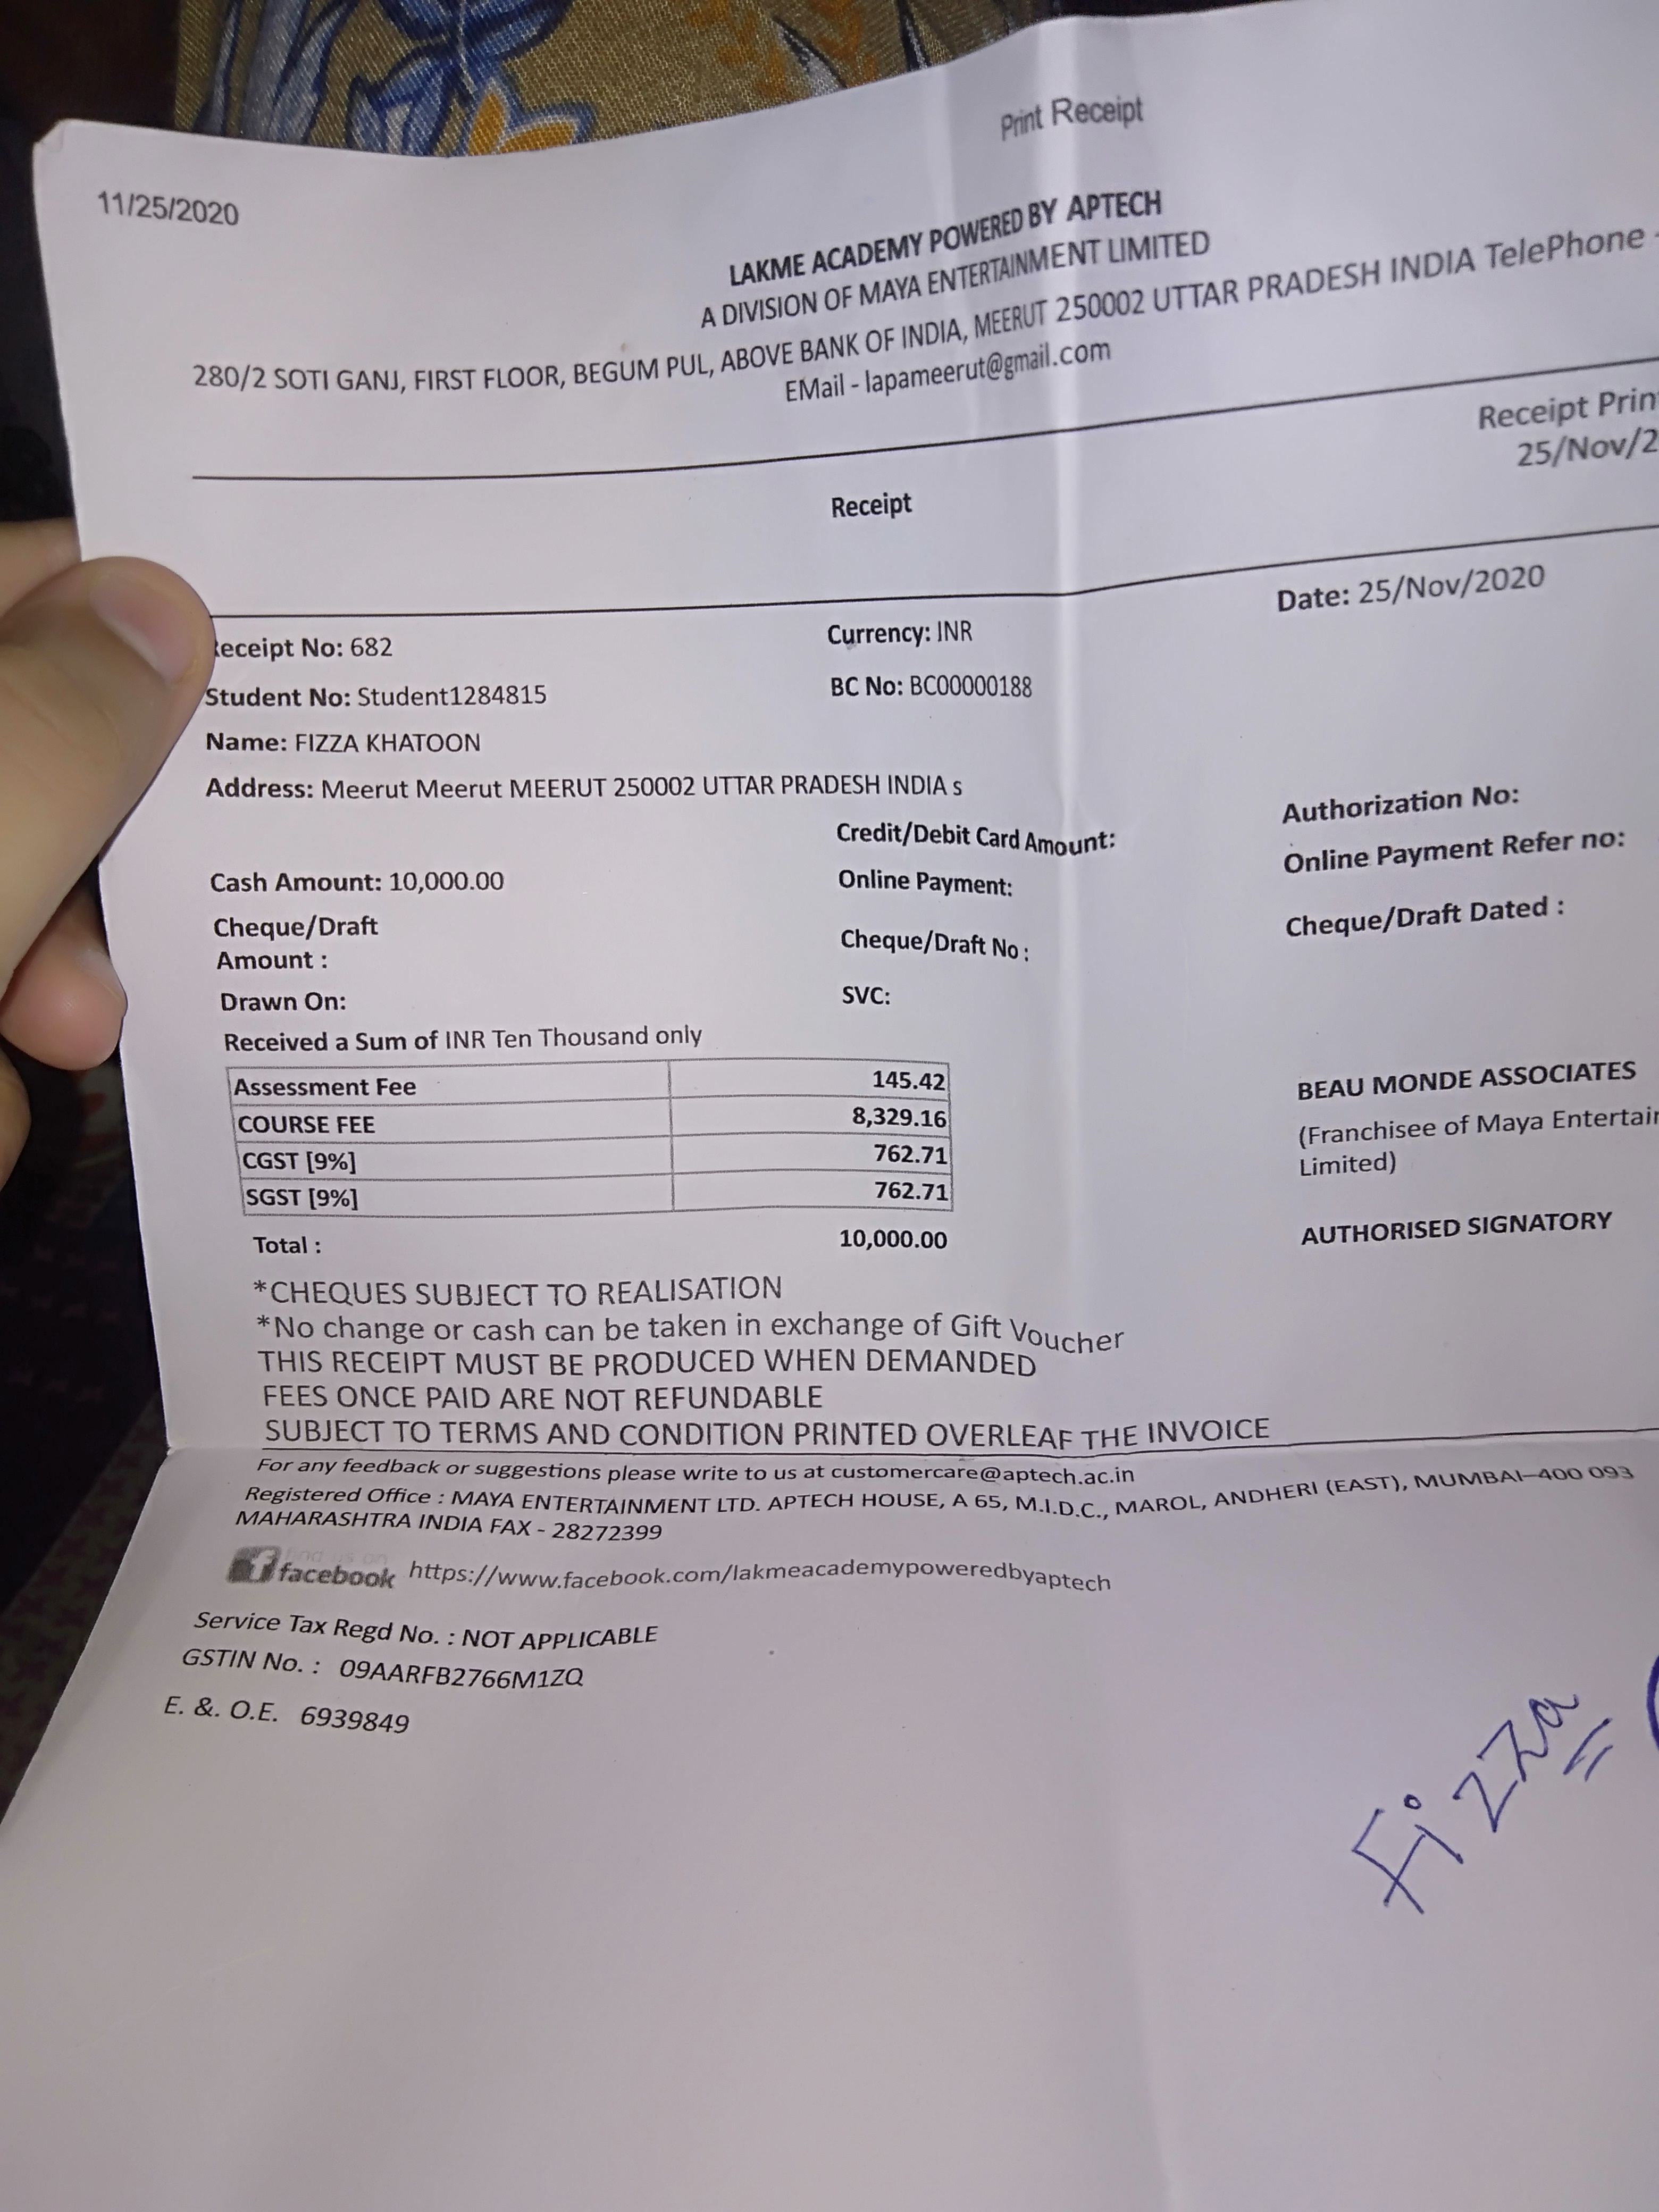 Print Receipt
11/25/2020
LAKME ACADEMY POWERED BY APTECH
A DIVISION OF MAYA ENTERTAINMENT LIMITED
280/2 SOTI GANJ, FIRST FLOOR, BEGUM PUL, ABOVE BANK OF INDIA, MEERUT 250002 UTTAR PRADESH INDIA TelePhone -
EMail - lapameerut@gmail.com
Receipt Prin
25/Nov/2
Receipt
Date: 25/Nov/2020
Receipt No: 682 Currency: INR
Student No: Student1284815 BC No: BC00000188
Name: FIZZA KHATOON
Address: Meerut Meerut MEERUT 250002 UTTAR PRADESH INDIA s
Credit/Debit Card Amount: Authorization No:
Cash Amount: 10,000.00 Online Payment: Online Payment Refer no:
Cheque/Draft
Amount : Cheque/Draft No : Cheque/Draft Dated :
Drawn On: SVC:
Received a Sum of INR Ten Thousand only
Assessment Fee 145.42
COURSE FEE 8,329.16
CGST [9%] 762.71
SGST [9%] 762.71
Total : 10,000.00
BEAU MONDE ASSOCIATES
(Franchisee of Maya Entertain
Limited)
AUTHORISED SIGNATORY
*CHEQUES SUBJECT TO REALISATION
*No change or cash can be taken in exchange of Gift Voucher
THIS RECEIPT MUST BE PRODUCED WHEN DEMANDED
FEES ONCE PAID ARE NOT REFUNDABLE
SUBJECT TO TERMS AND CONDITION PRINTED OVERLEAF THE INVOICE
For any feedback or suggestions please write to us at customercare@aptech.ac.in
Registered Office : MAYA ENTERTAINMENT LTD. APTECH HOUSE, A 65, M.I.D.C., MAROL, ANDHERI (EAST), MUMBAI-400 093
MAHARASHTRA INDIA FAX - 28272399
Find us on
facebook https://www.facebook.com/lakmeacademypoweredbyaptech
Service Tax Regd No. : NOT APPLICABLE
GSTIN No. : 09AARFB2766M1ZQ
E. &. O.E. 6939849
Fizza